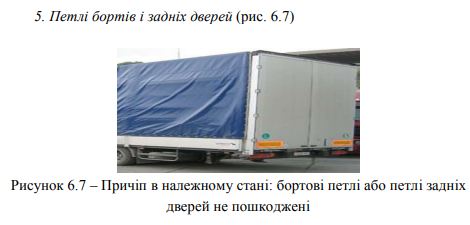 5. Петлі бортів і задніх дверей (рис. 6.7)
Рисунок 6.7 – Причіп в належному стані: бортові петлі або петлі задніх
дверей не пошкоджені